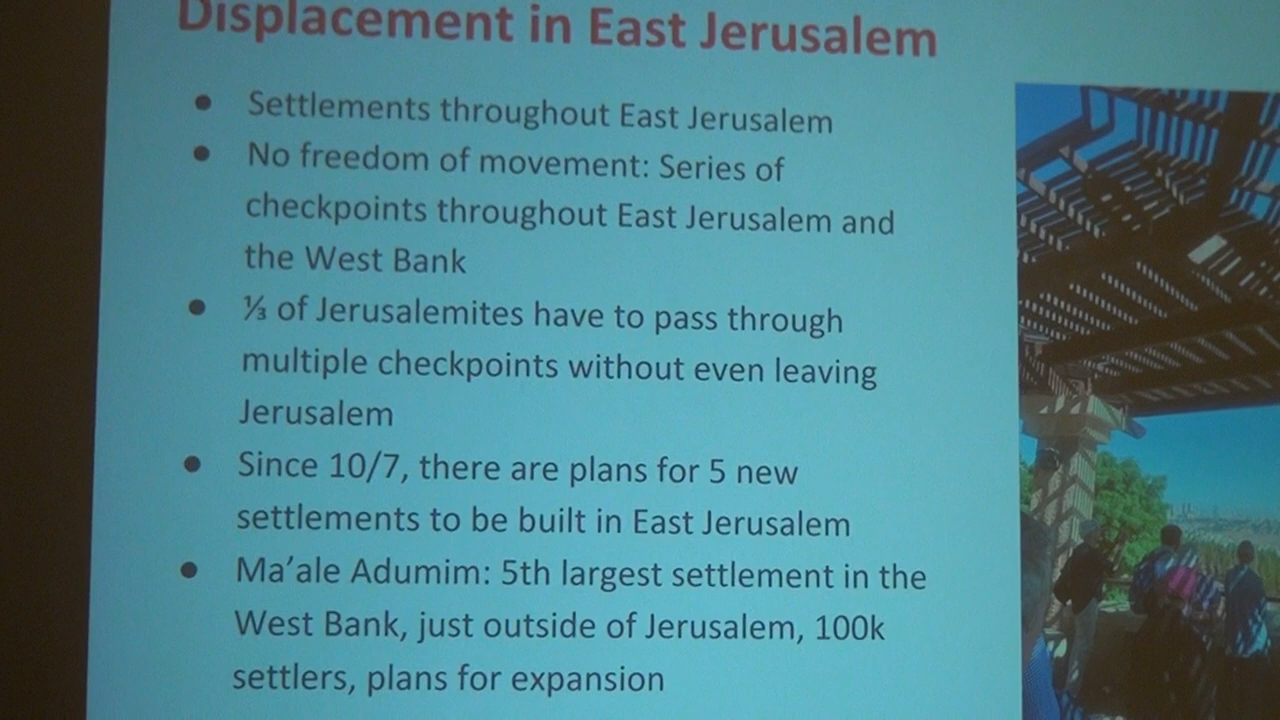 Displacement in East Jerusalem
● Settlements throughout East Jerusalem
● No freedom of movement: Series of
checkpoints throughout East Jerusalem and
the West Bank
● ⅓ of Jerusalemites have to pass through
multiple checkpoints without even leaving
Jerusalem
● Since 10/7, there are plans for 5 new
settlements to be built in East Jerusalem
● Ma’ale Adumim: 5th largest settlement in the
West Bank, just outside of Jerusalem, 100k
settlers, plans for expansion